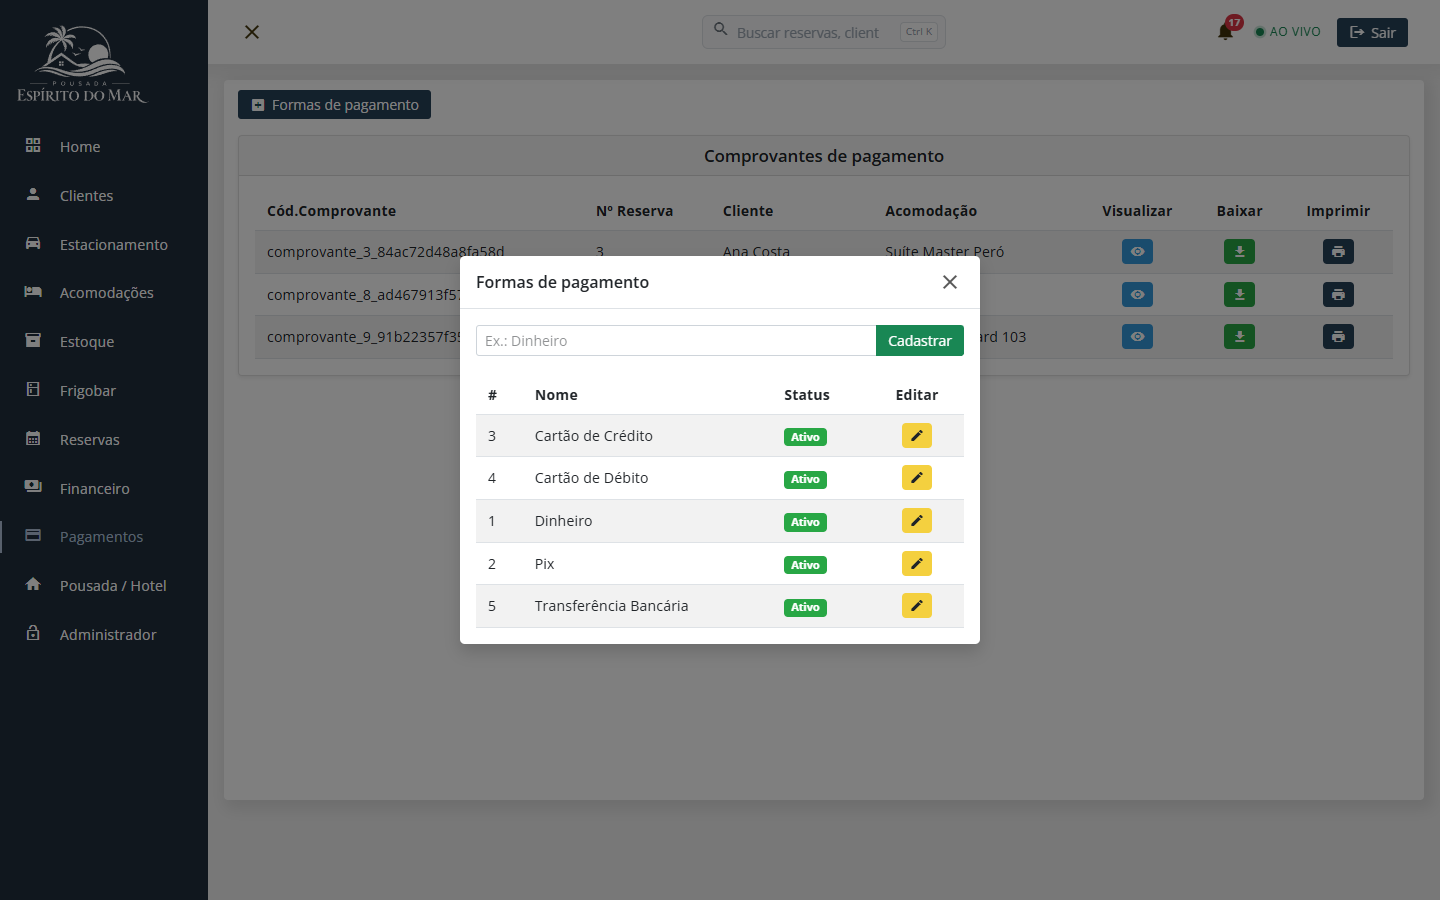 POUSADA
ESPÍRITO DO MAR
Home
Clientes
Estacionamento
Acomodações
Estoque
Frigobar
Reservas
Financeiro
Pagamentos
Pousada / Hotel
Administrador
Buscar reservas, client
Ctrl K
17
AO VIVO
Sair
Formas de pagamento
Comprovantes de pagamento
Cód.Comprovante Nº Reserva Cliente Acomodação Visualizar Baixar Imprimir
comprovante_3_84ac72d48a8fa58d 3 Ana Costa Suíte Master Peró
comprovante_8_ad467913f57
comprovante_9_91b22357f35 ard 103
Formas de pagamento
Ex.: Dinheiro
Cadastrar
# Nome Status Editar
3 Cartão de Crédito Ativo
4 Cartão de Débito Ativo
1 Dinheiro Ativo
2 Pix Ativo
5 Transferência Bancária Ativo